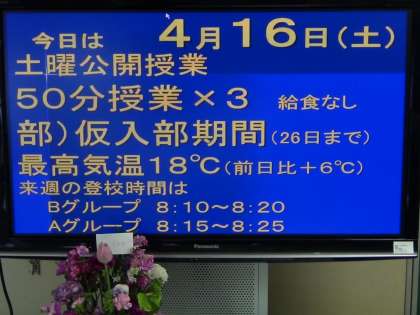 今日は 4月16日(土)
土曜公開授業
50分授業×3 給食なし
部)仮入部期間(26日まで)
最高気温18℃(前日比+6℃)
来週の登校時間は
Bグループ 8:10～8:20
Aグループ 8:15～8:25
Panasonic